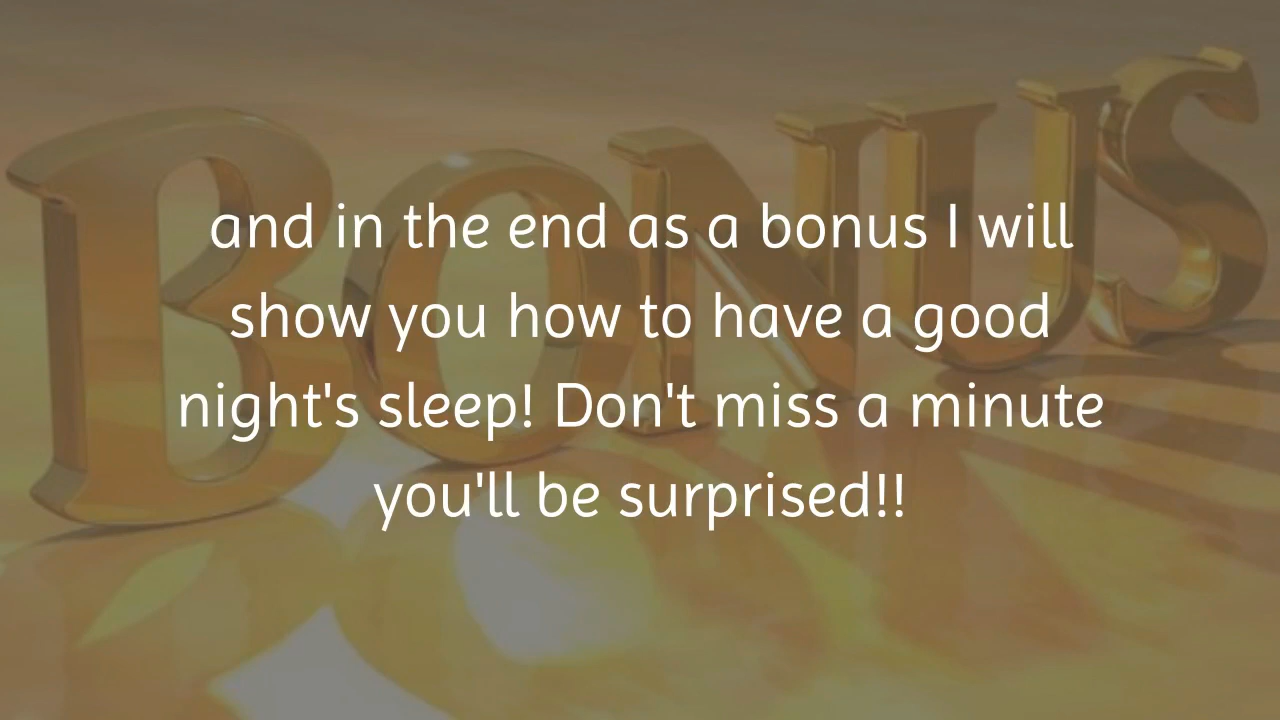 BONUS
and in the end as a bonus I will
show you how to have a good
night's sleep! Don't miss a minute
you'll be surprised!!